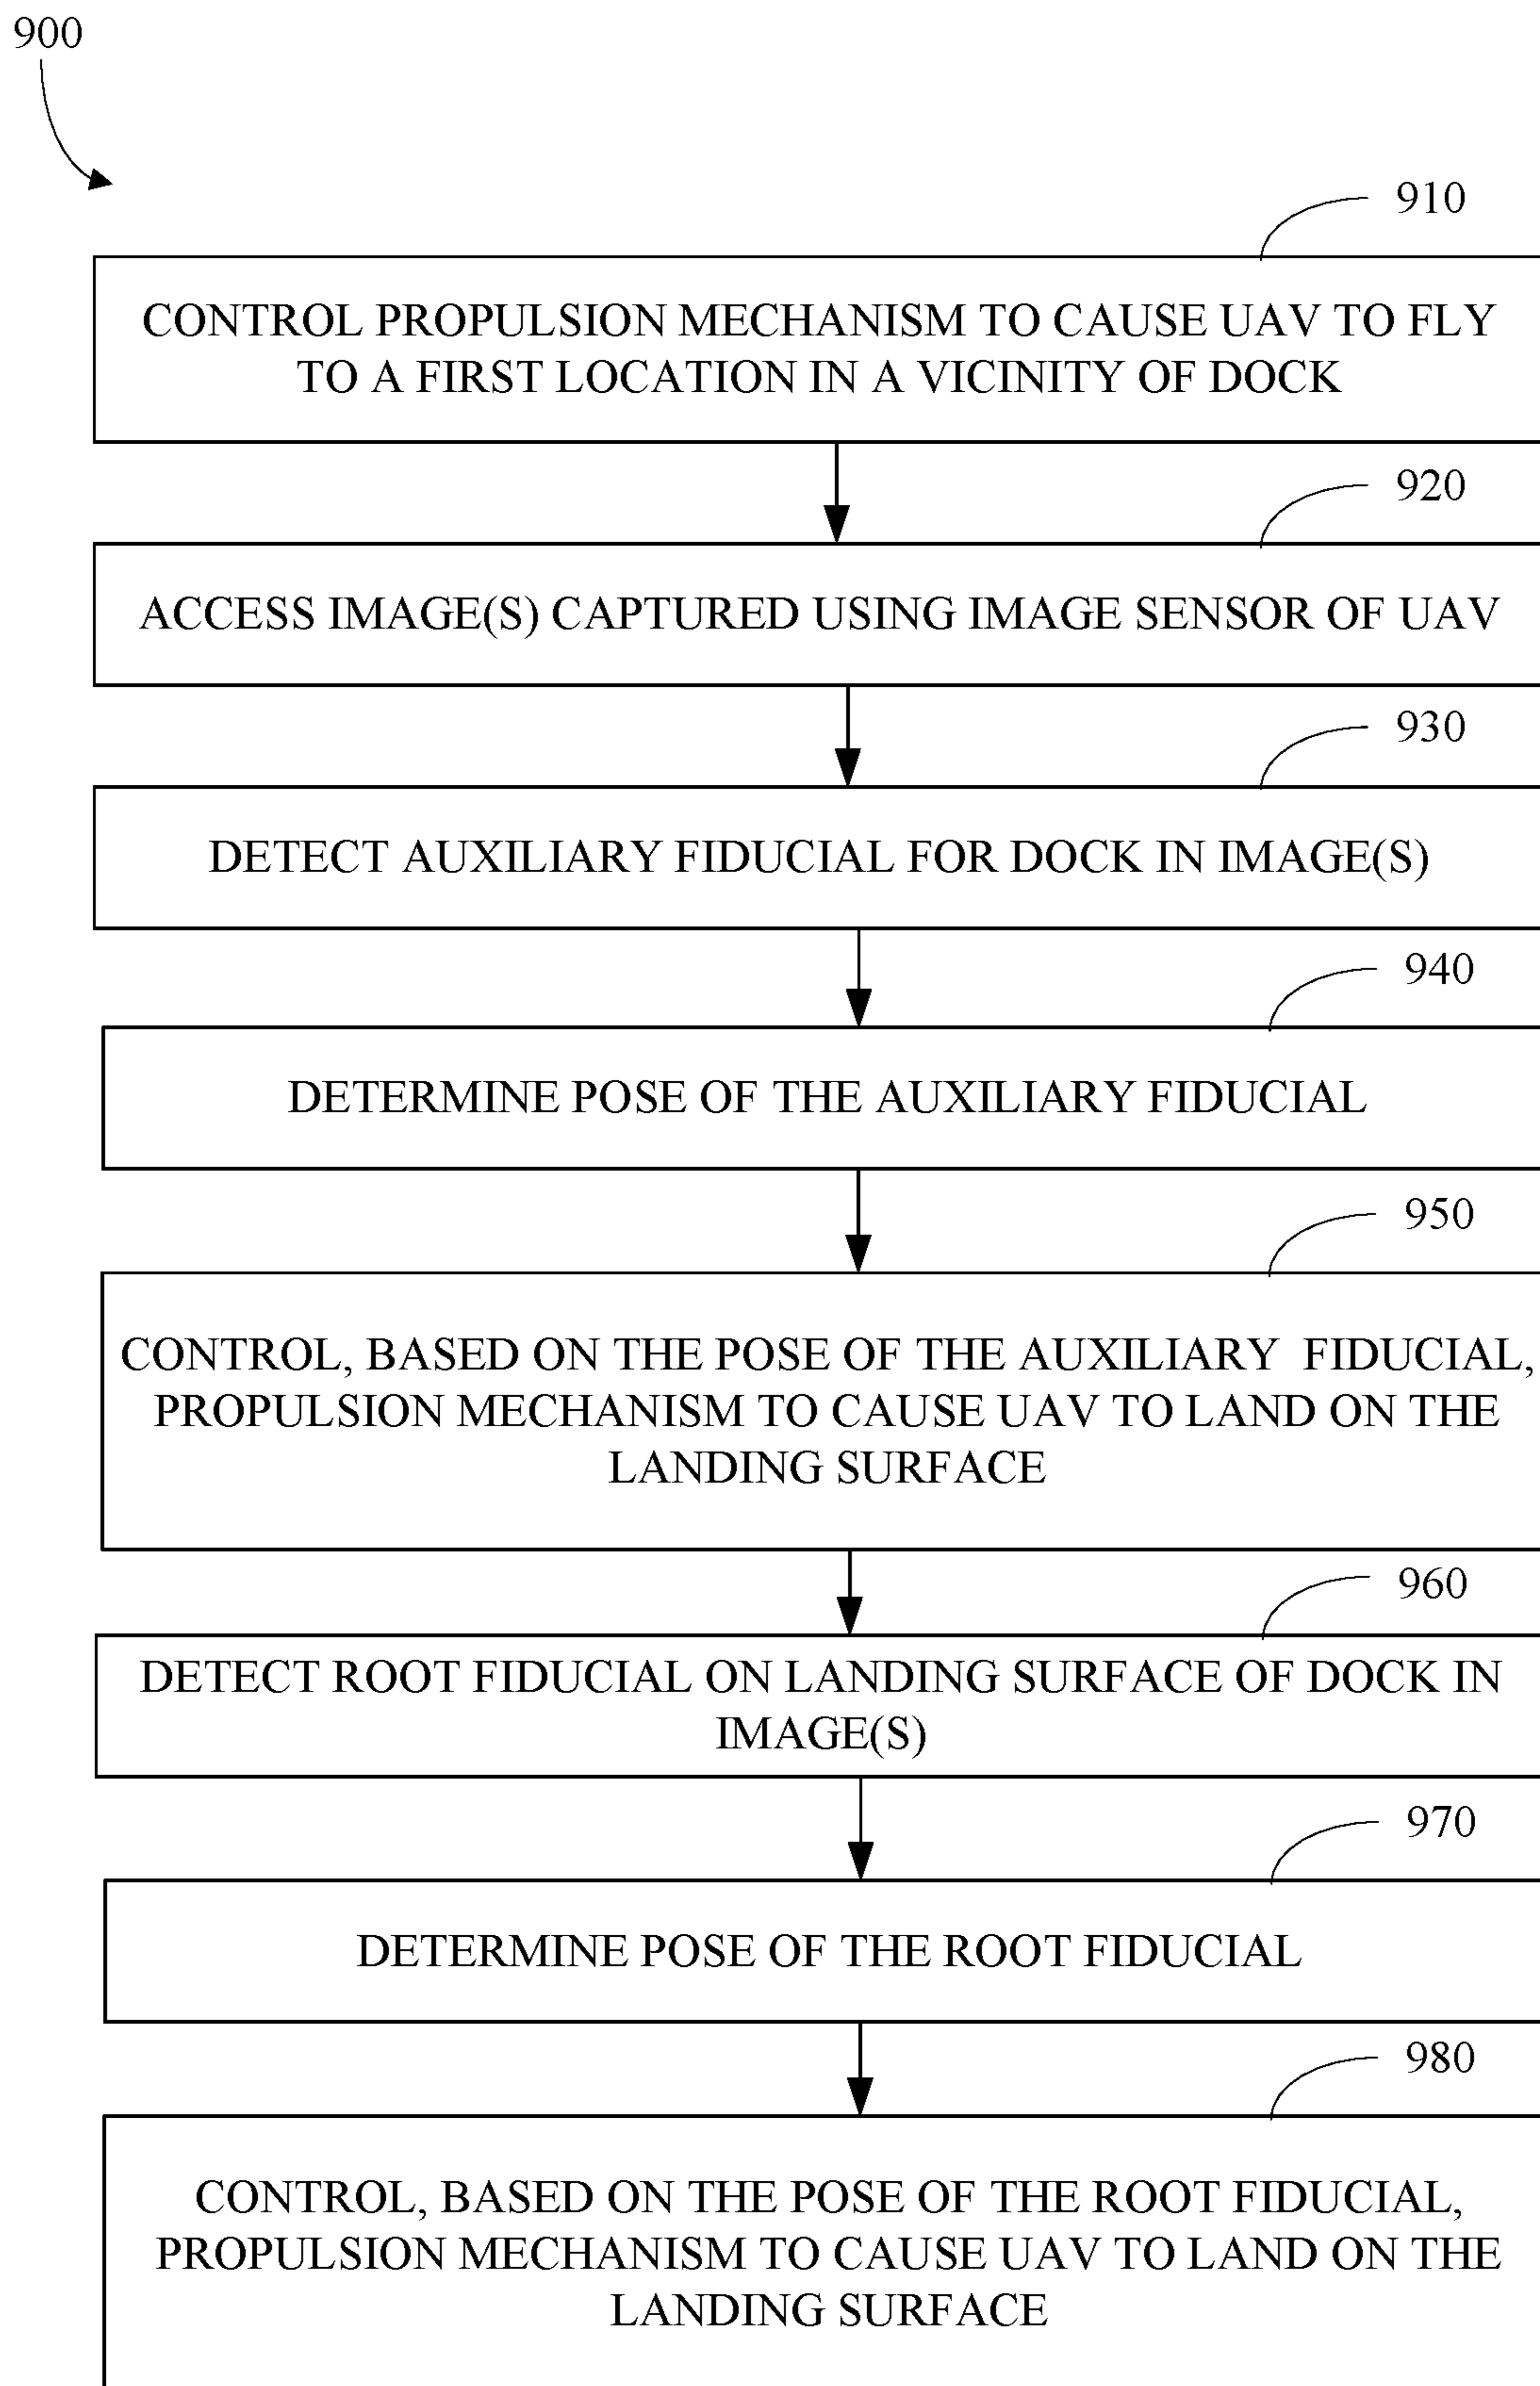 900
910
CONTROL PROPULSION MECHANISM TO CAUSE UAV TO FLY
TO A FIRST LOCATION IN A VICINITY OF DOCK
920
ACCESS IMAGE(S) CAPTURED USING IMAGE SENSOR OF UAV
930
DETECT AUXILIARY FIDUCIAL FOR DOCK IN IMAGE(S)
940
DETERMINE POSE OF THE AUXILIARY FIDUCIAL
950
CONTROL, BASED ON THE POSE OF THE AUXILIARY FIDUCIAL,
PROPULSION MECHANISM TO CAUSE UAV TO LAND ON THE
LANDING SURFACE
960
DETECT ROOT FIDUCIAL ON LANDING SURFACE OF DOCK IN
IMAGE(S)
970
DETERMINE POSE OF THE ROOT FIDUCIAL
980
CONTROL, BASED ON THE POSE OF THE ROOT FIDUCIAL,
PROPULSION MECHANISM TO CAUSE UAV TO LAND ON THE
LANDING SURFACE